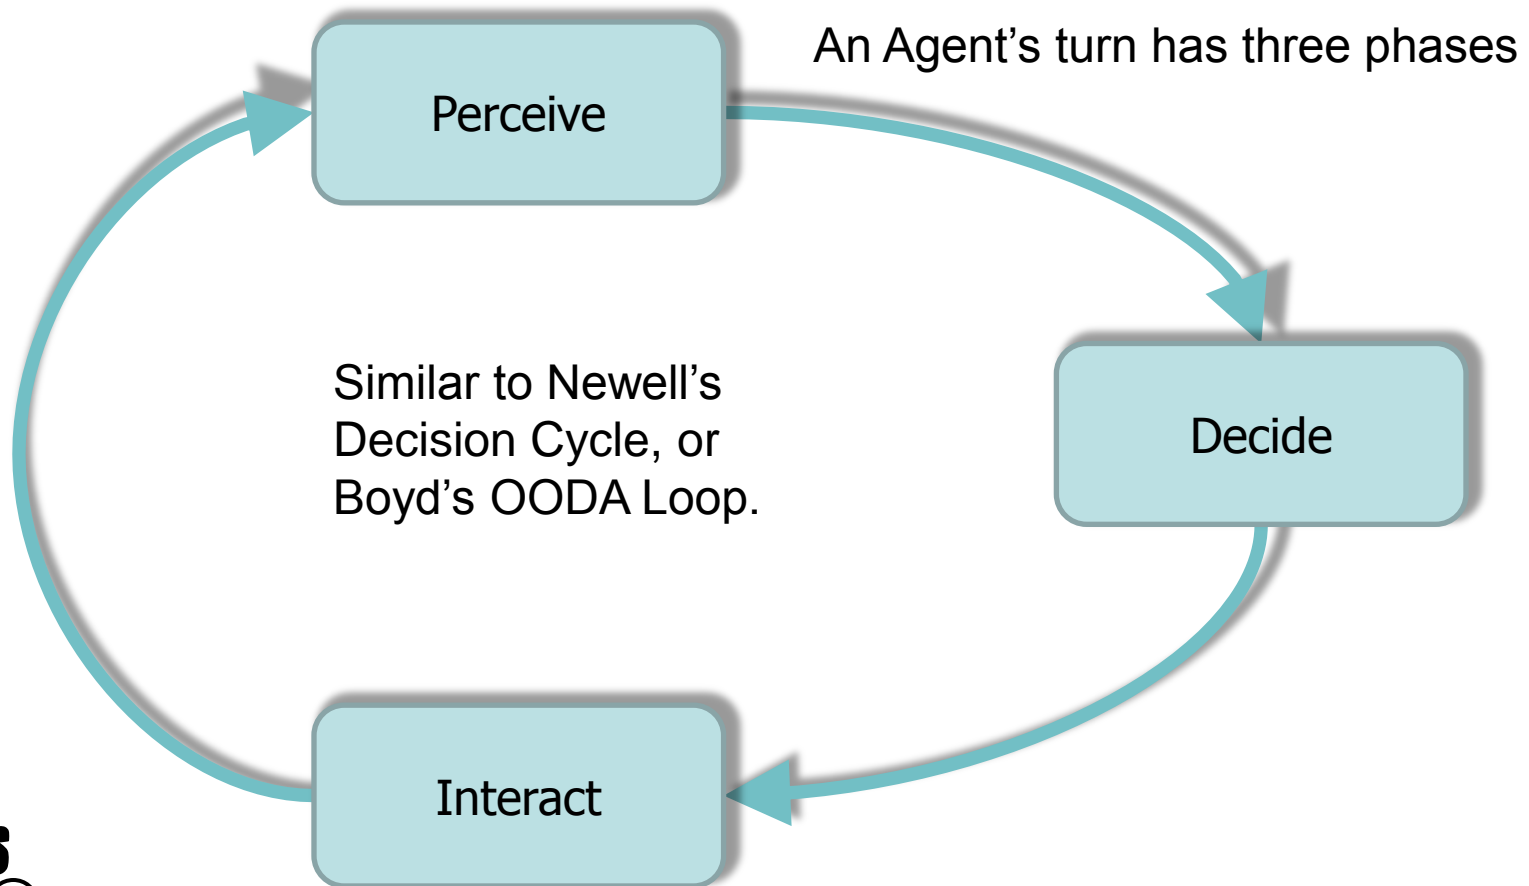 An Agent’s turn has three phases
Perceive
Similar to Newell’s
Decision Cycle, or
Boyd’s OODA Loop.
Decide
Interact